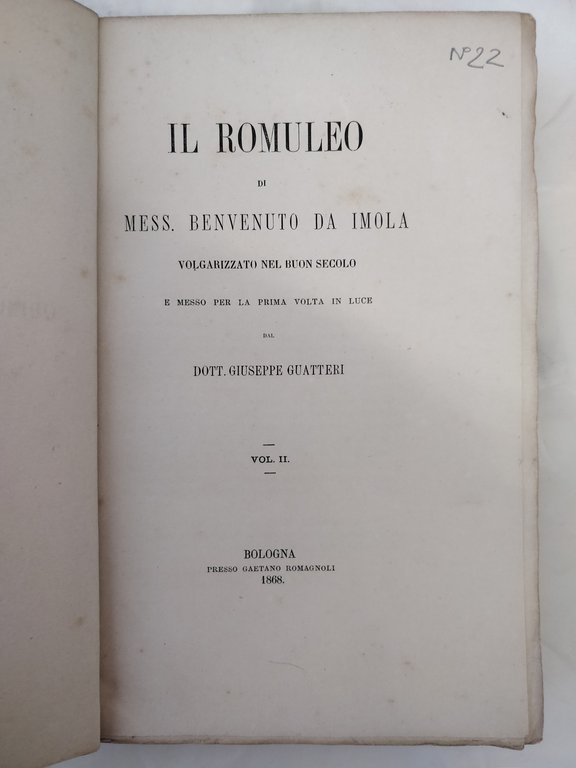 Nº22
IL ROMULEO
DI
MESS. BENVENUTO DA IMOLA
VOLGARIZZATO NEL BUON SECOLO
E MESSO PER LA PRIMA VOLTA IN LUCE
DAL
DOTT. GIUSEPPE GUATTERI
VOL. II.
BOLOGNA
PRESSO GAETANO ROMAGNOLI
1868.